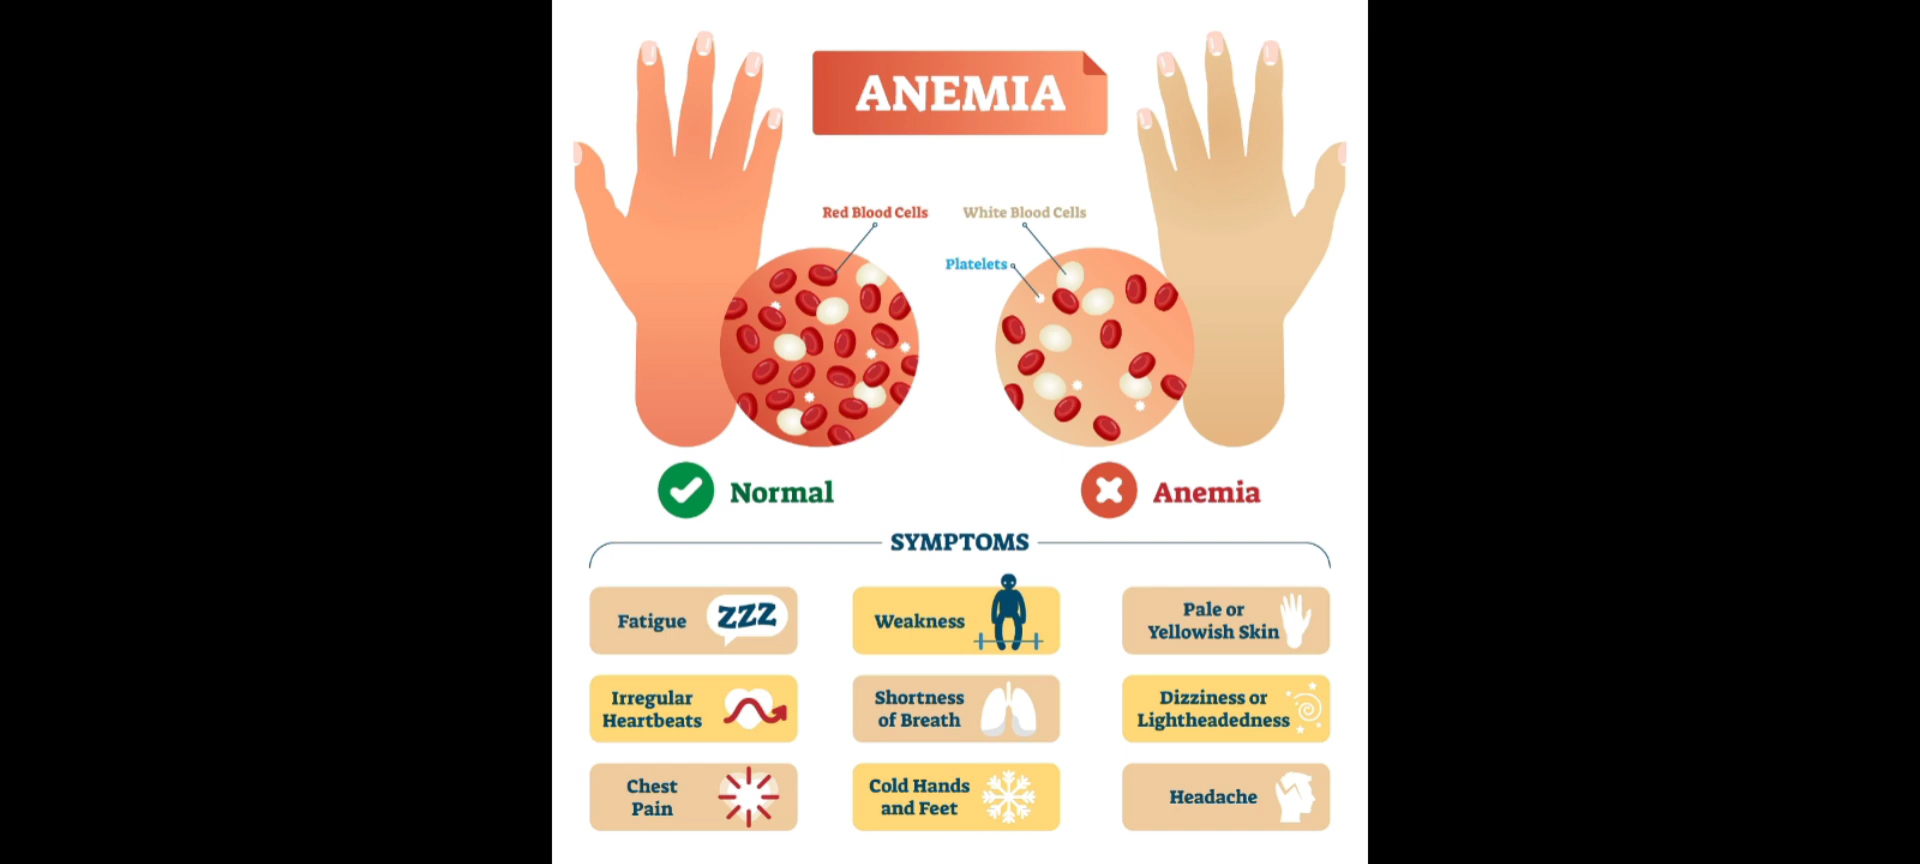 ANEMIA
Red Blood Cells
White Blood Cells
Platelets
Normal
Anemia
SYMPTOMS
Fatigue
ZZZ
Weakness
Pale or
Yellowish Skin
Irregular
Heartbeats
Shortness
of Breath
Dizziness or
Lightheadedness
Chest
Pain
Cold Hands
and Feet
Headache